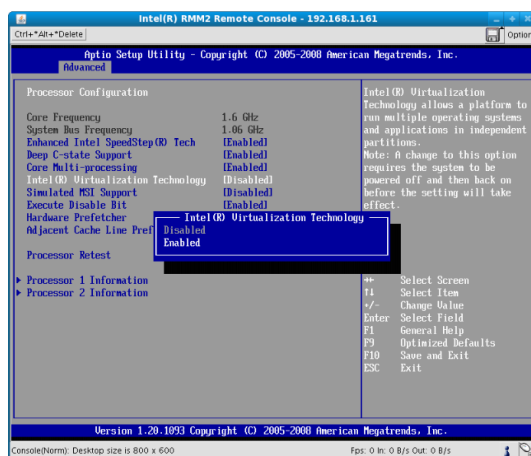 Intel(R) RMM2 Remote Console - 192.168.1.161
Ctrl+"Alt+"Delete
Option
Aptio Setup Utility - Copyright (C) 2005-2008 American Megatrends, Inc.
Advanced
Processor Configuration
Core Frequency 1.6 GHz
System Bus Frequency 1.06 GHz
Enhanced Intel SpeedStep(R) Tech [Enabled]
Deep C-state Support [Enabled]
Core Multi-processing [Enabled]
Intel(R) Virtualization Technology [Disabled]
Simulated MSI Support [Disabled]
Execute Disable Bit [Enabled]
Hardware Prefetcher
Adjacent Cache Line Pref
Processor Retest
Processor 1 Information
Processor 2 Information
Intel(R) Virtualization Technology
Disabled
Enabled
Intel(R) Virtualization
Technology allows a platform to
run multiple operating systems
and applications in independent
partitions.
Note: A change to this option
requires the system to be
powered off and then back on
before the setting will take
effect.
Select Screen
↑↓ Select Item
+/- Change Value
Enter Select Field
F1 General Help
F9 Optimized Defaults
F10 Save and Exit
ESC Exit
Version 1.20.1093 Copyright (C) 2005-2008 American Megatrends, Inc.
Console(Norm): Desktop size is 800 x 600
Fps: 0 In: 0 B/s Out: 0 B/s